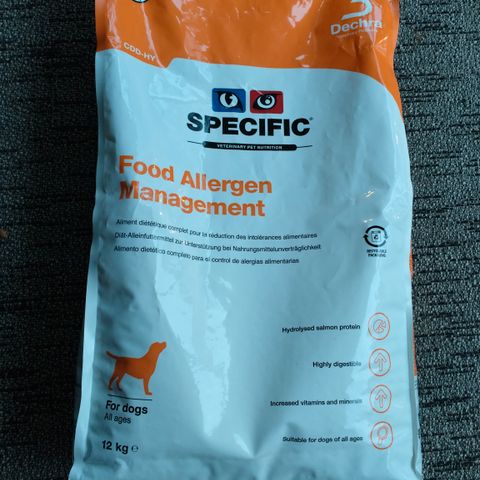 CDD-HY
Dechra
SPECIFIC
VETERINARY PET NUTRITION
Food Allergen
Management
Aliment diététique complet pour la réduction des intolérances alimentaires
Diät-Alleinfuttermittel zur Unterstützung bei Nahrungsmittelunverträglichkeit
Alimento dietético completo para el control de alergias alimentarias
Hydrolysed salmon protein
Highly digestible
Increased vitamins and minerals
Suitable for dogs of all ages
For dogs
All ages
12 kg e